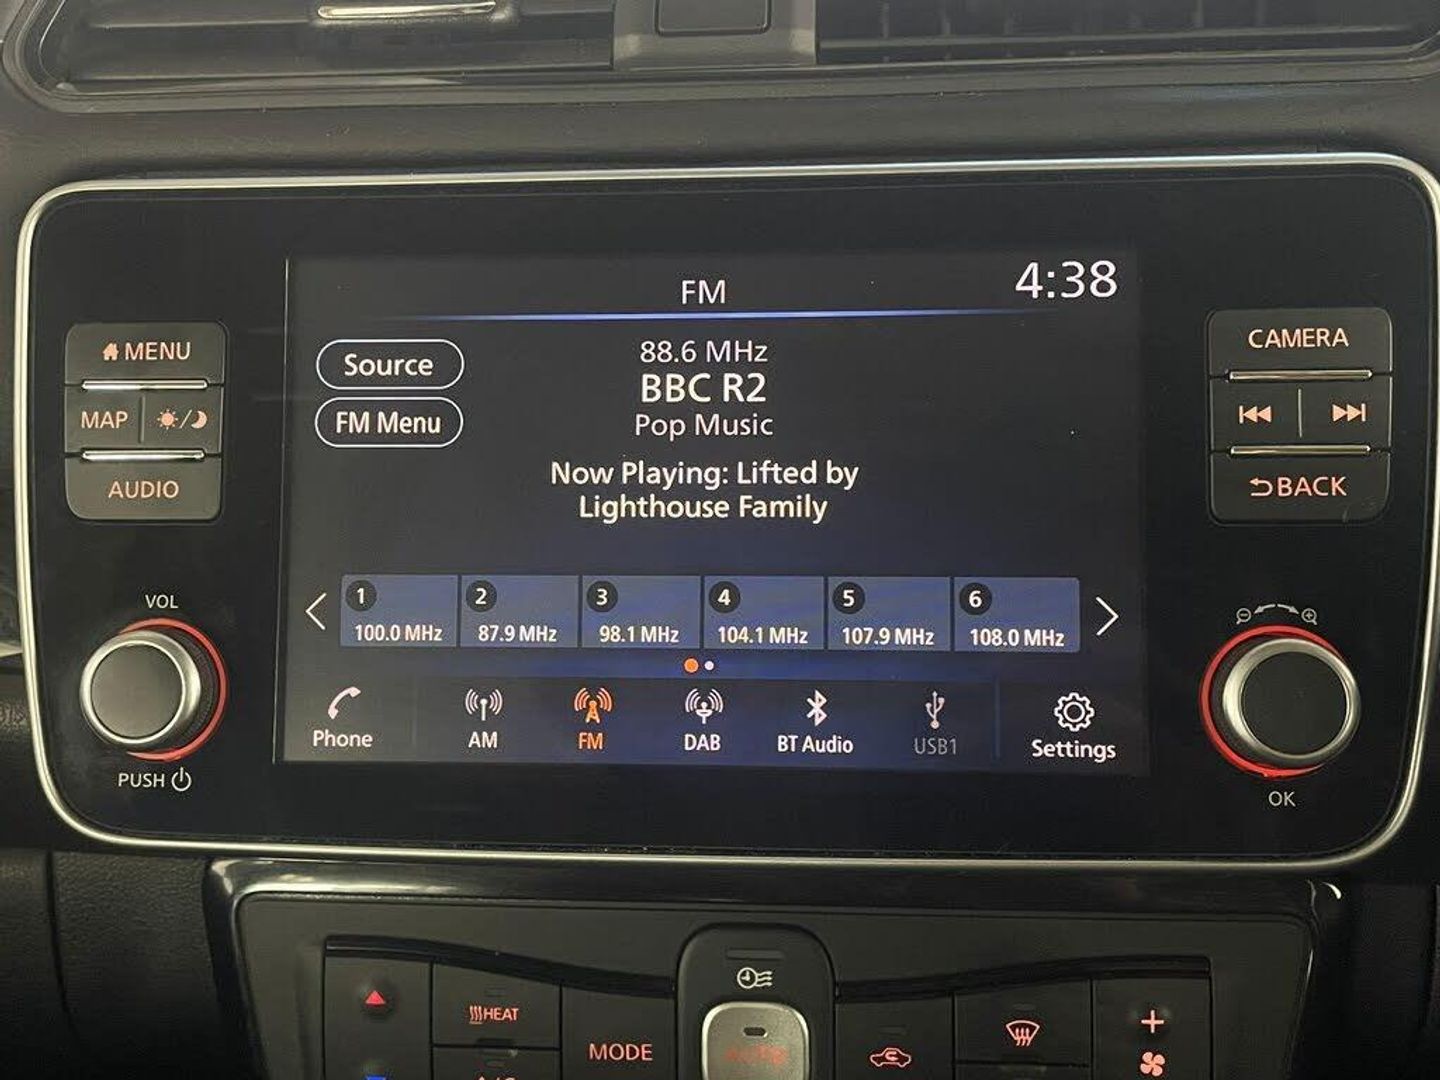 FM
4:38
MENU
MAP
AUDIO
Source
FM Menu
88.6 MHz
BBC R2
Pop Music
Now Playing: Lifted by
Lighthouse Family
CAMERA
BACK
1
100.0 MHz
2
87.9 MHz
3
98.1 MHz
4
104.1 MHz
5
107.9 MHz
6
108.0 MHz
VOL
PUSH
Phone
AM
FM
DAB
BT Audio
USB1
Settings
OK
HEAT
MODE